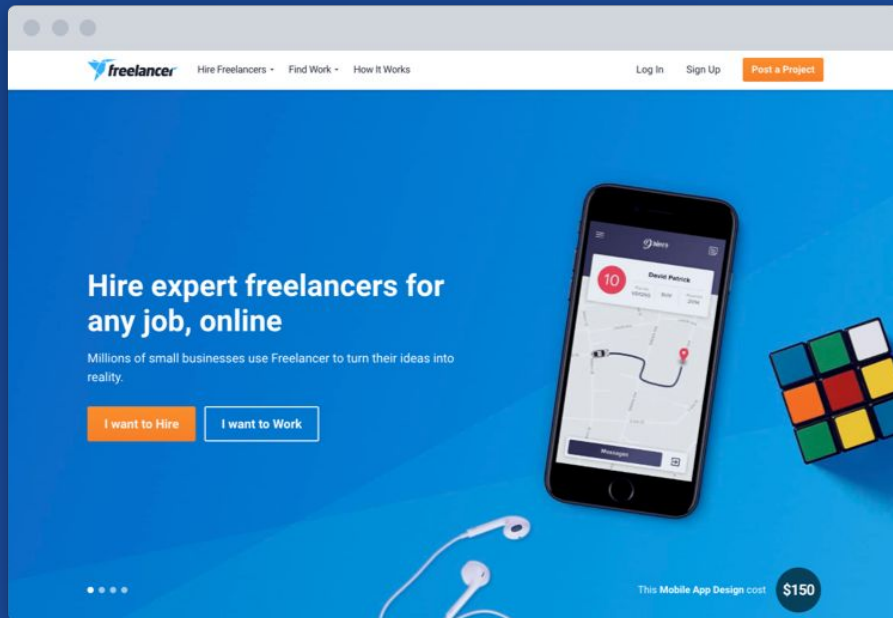 freelancer
Hire Freelancers
Find Work
How It Works
Log In
Sign Up
Post a Project
Hire expert freelancers for
any job, online
Millions of small businesses use Freelancer to turn their ideas into
reality.
I want to Hire
I want to Work
10
David Patrick
Messages
This Mobile App Design cost
$150